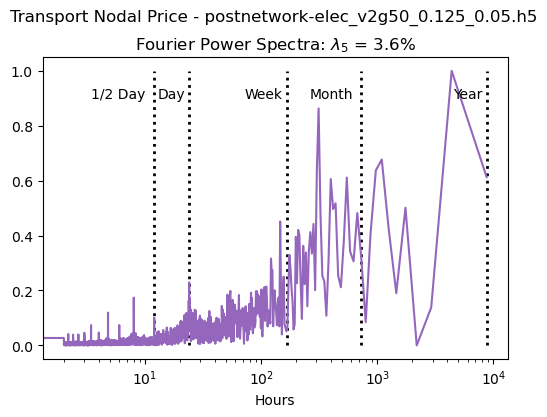 Transport Nodal Price - postnetwork-elec_v2g50_0.125_0.05.h5
Fourier Power Spectra: λ₅ = 3.6%
1/2 Day Day Week Month Year
1.0
0.8
0.6
0.4
0.2
0.0
10¹ 10² 10³ 10⁴
Hours